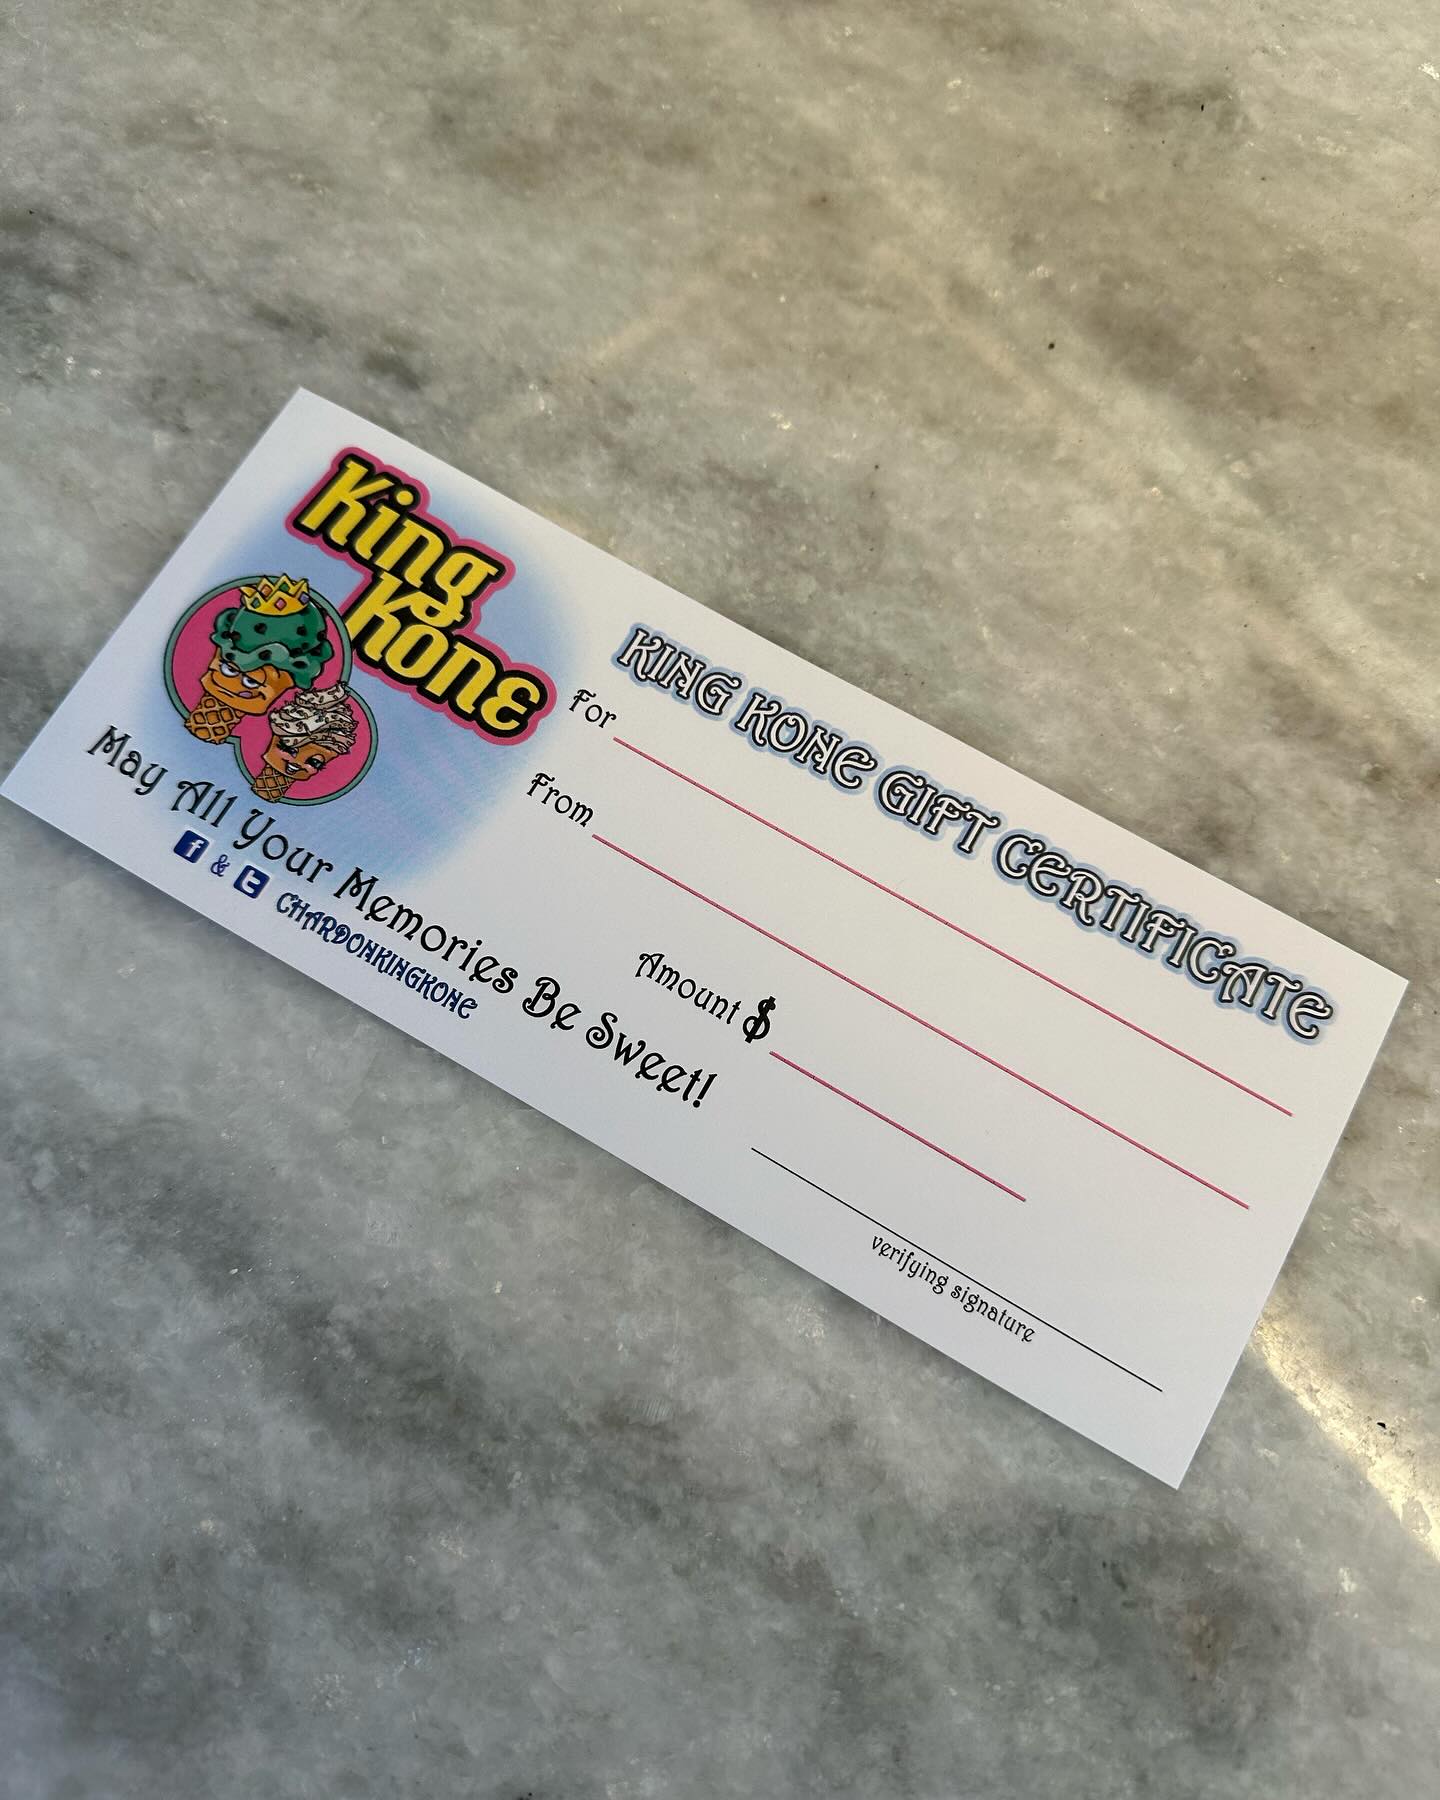 King
Kone
KING KONE GIFT CERTIFICATE
For
From
Amount $
May All Your Memories Be Sweet!
f & t CHARDONKINGKONE
verifying signature